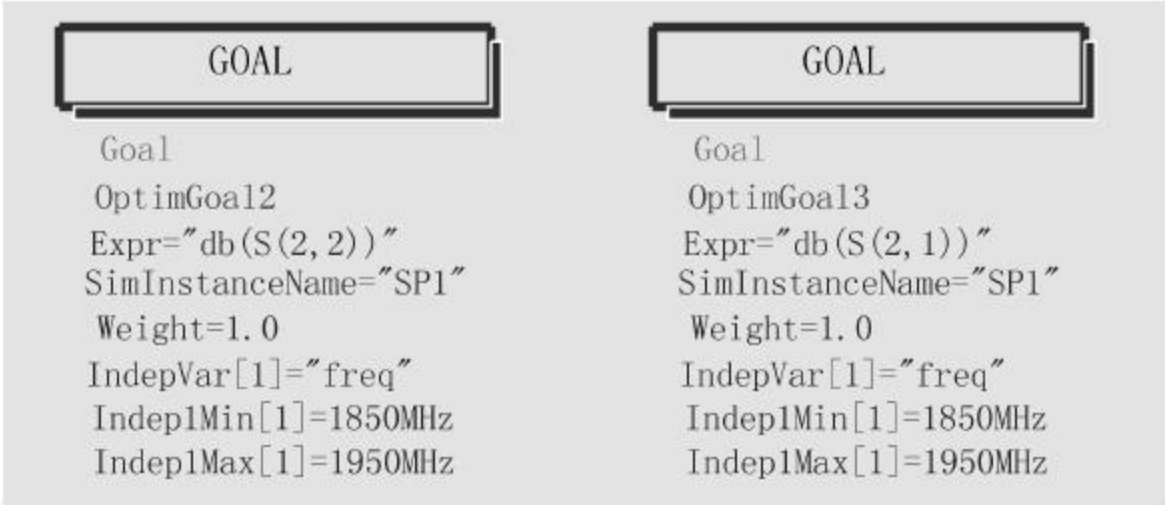 GOAL
Goal
OptimGoal2
Expr="db(S(2,2))"
SimInstanceName="SP1"
Weight=1.0
IndepVar[1]="freq"
Indep1Min[1]=1850MHz
Indep1Max[1]=1950MHz
GOAL
Goal
OptimGoal3
Expr="db(S(2,1))"
SimInstanceName="SP1"
Weight=1.0
IndepVar[1]="freq"
Indep1Min[1]=1850MHz
Indep1Max[1]=1950MHz